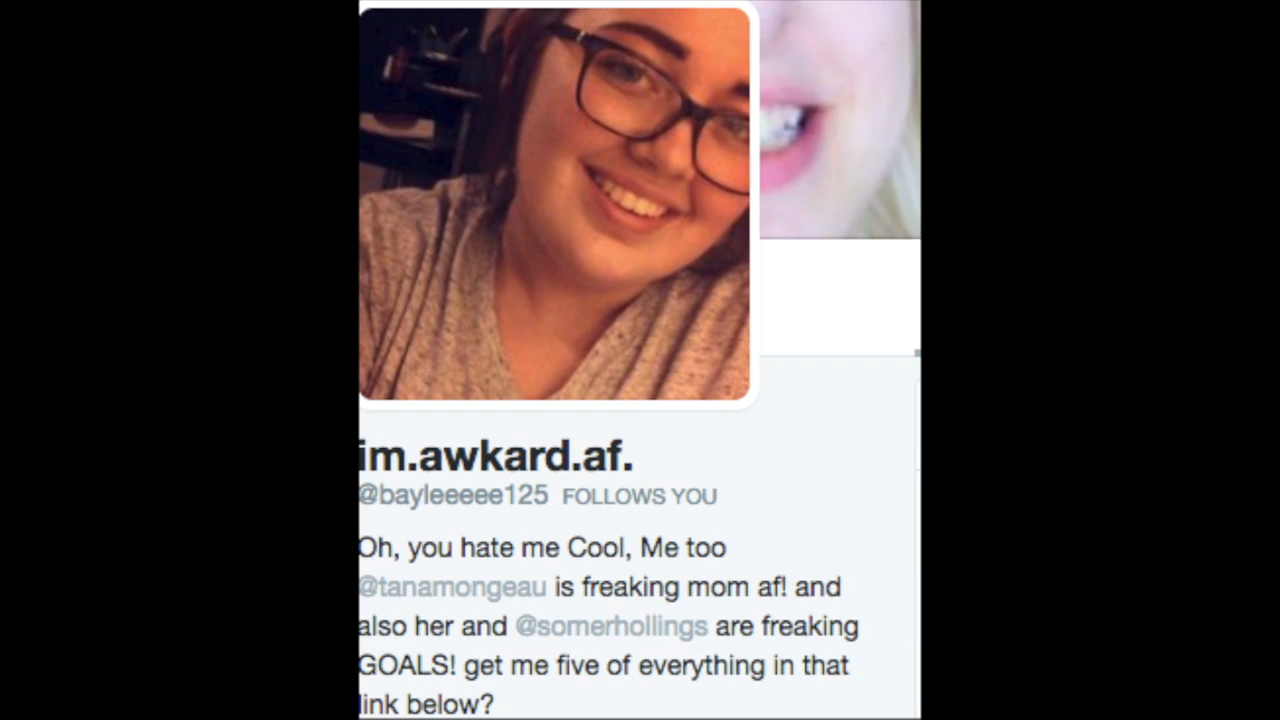 im.awkard.af.
@bayleeeee125 FOLLOWS YOU
Oh, you hate me Cool, Me too
@tanamongeau is freaking mom af! and
also her and @somerhollings are freaking
GOALS! get me five of everything in that
link below?